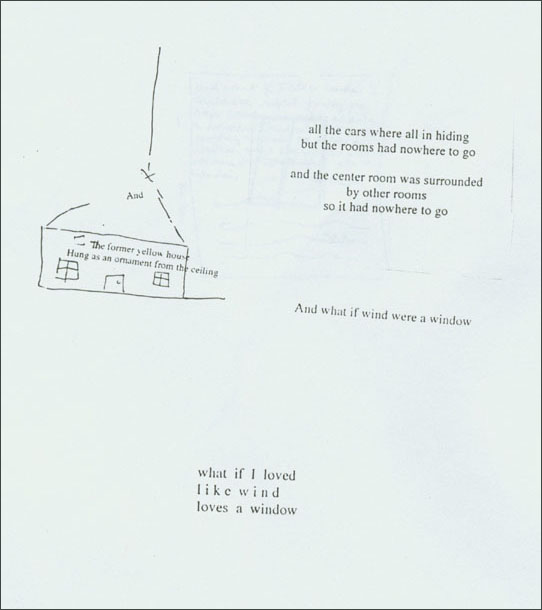 And
The former yellow house
Hung as an ornament from the ceiling
all the cars where all in hiding
but the rooms had nowhere to go
and the center room was surrounded
by other rooms
so it had nowhere to go
And what if wind were a window
what if I loved
like wind
loves a window